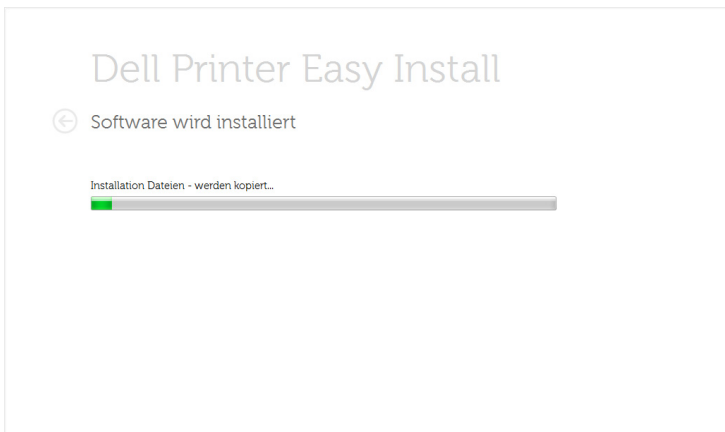 Dell Printer Easy Install
Software wird installiert
Installation Dateien - werden kopiert...